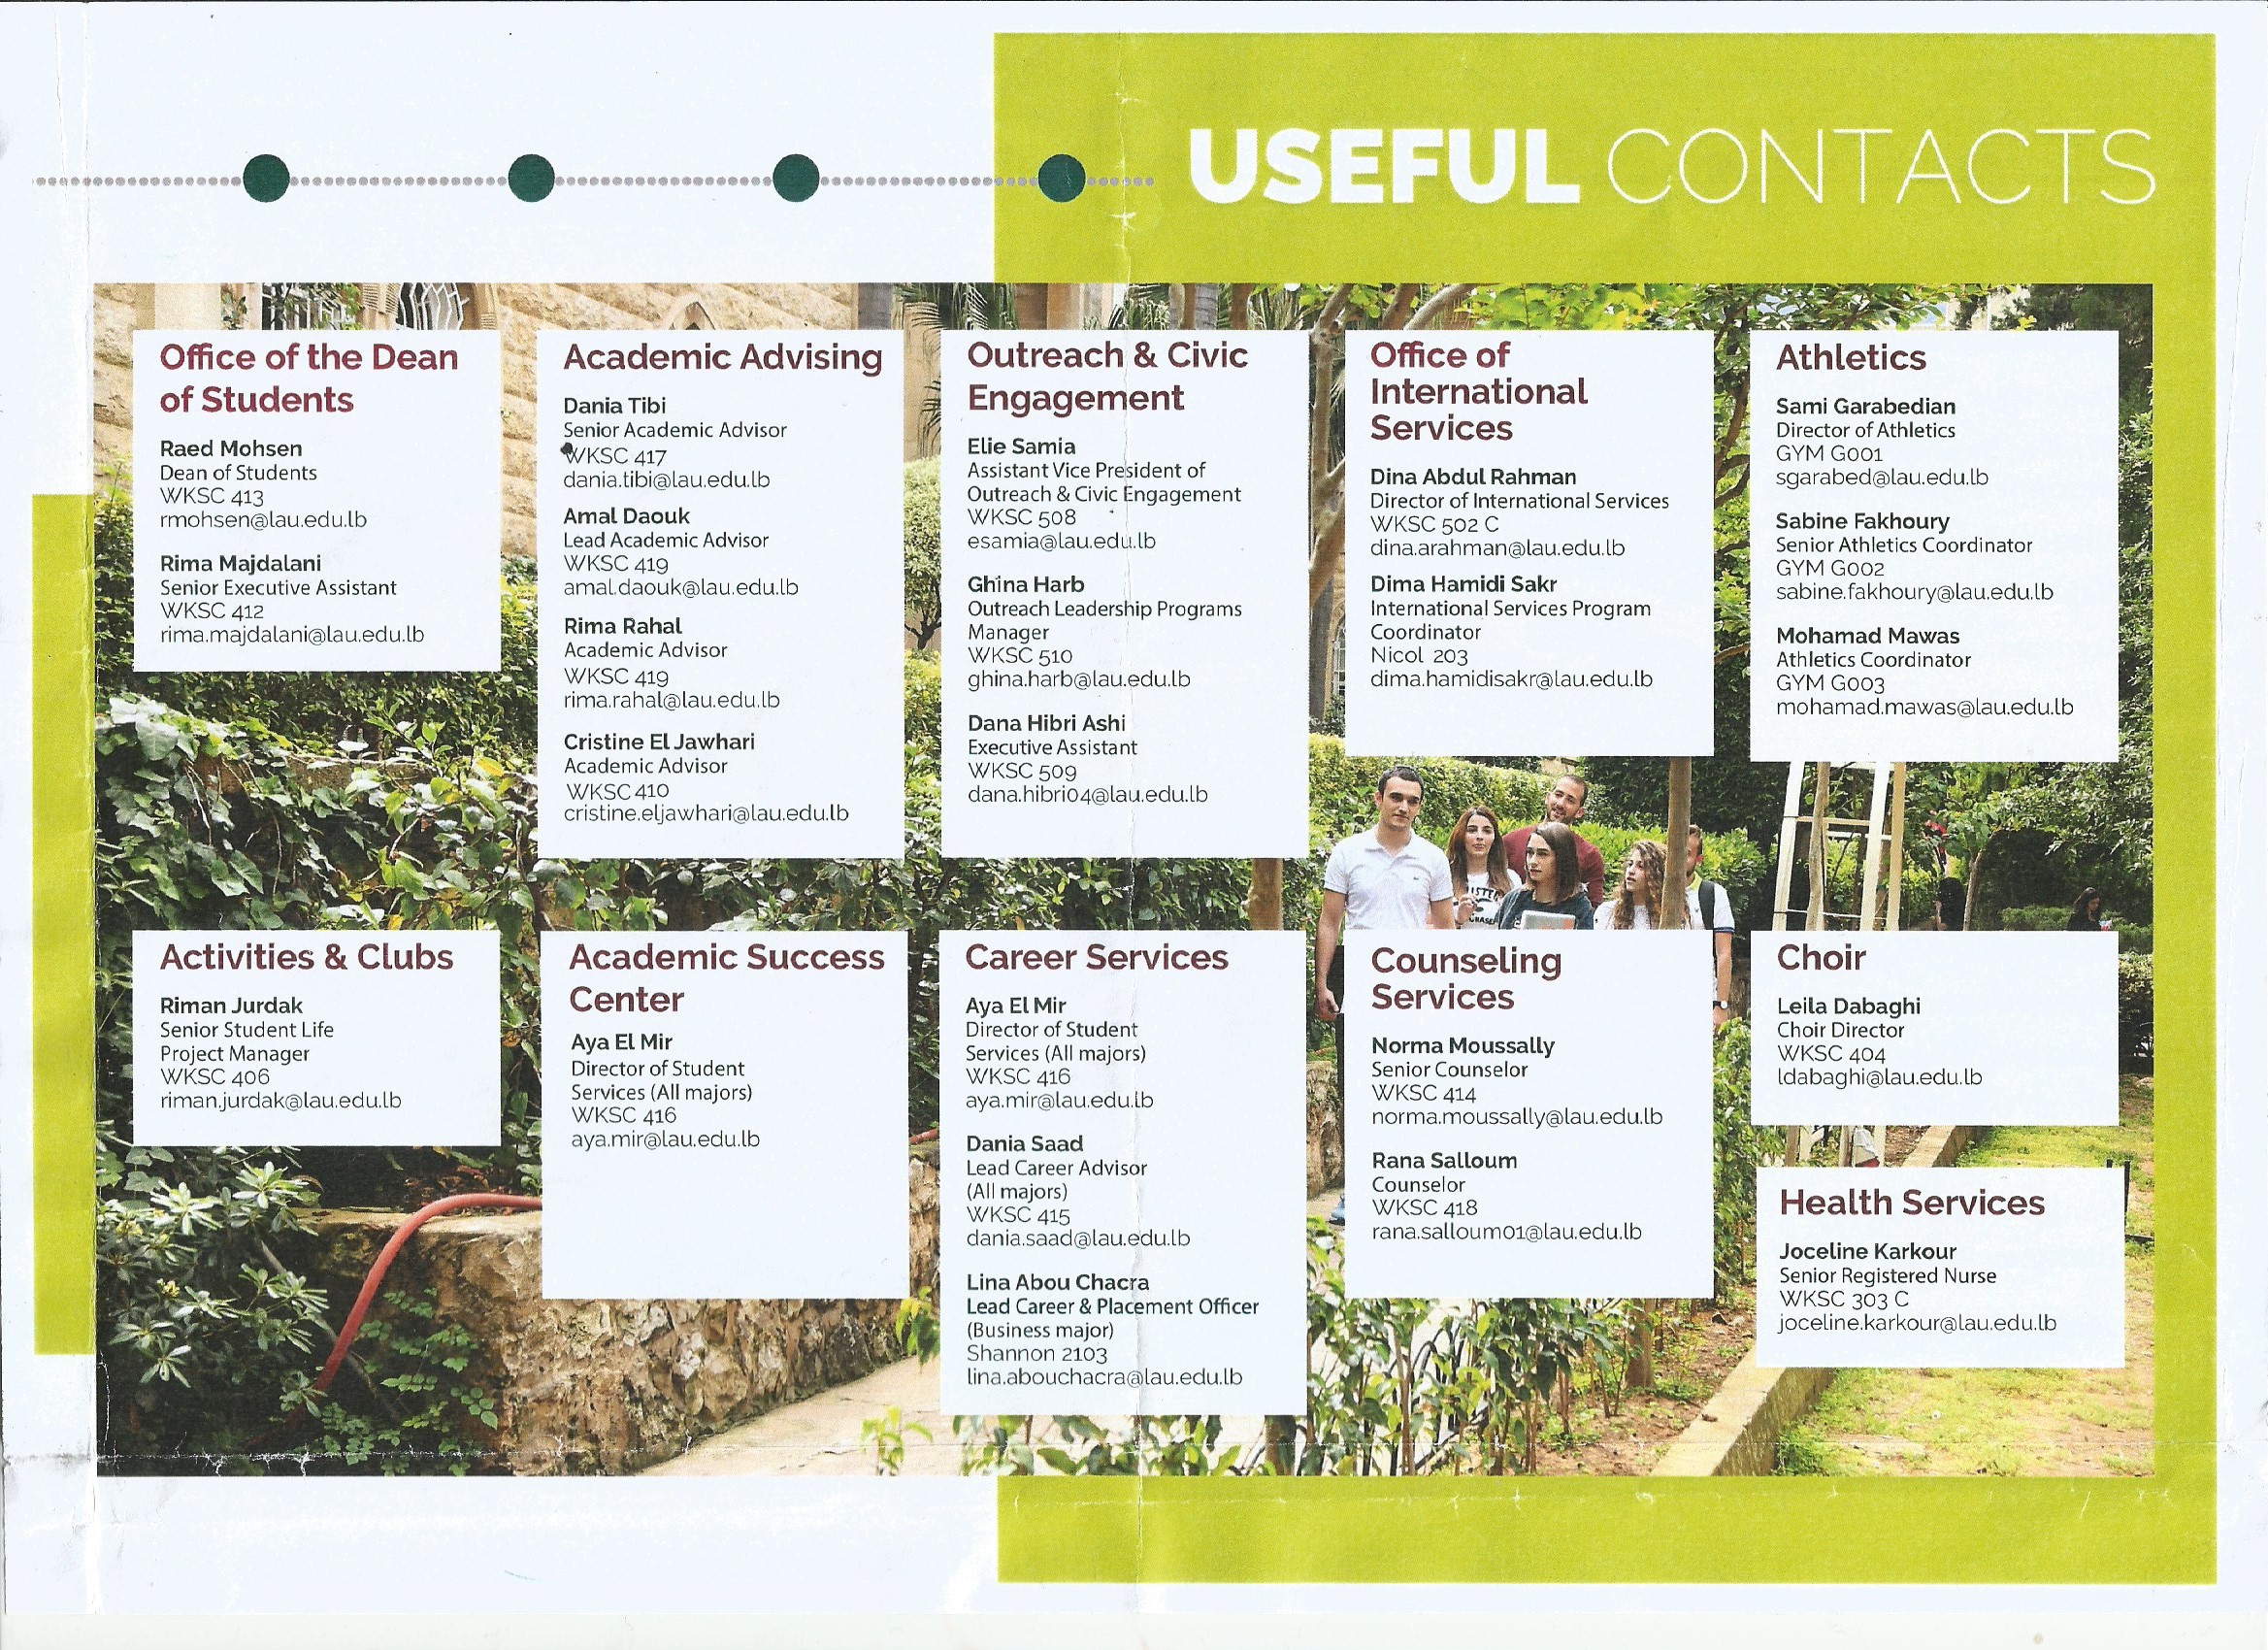 USEFUL CONTACTS
Office of the Dean
of Students
Raed Mohsen
Dean of Students
WKSC 413
rmohsen@lau.edu.lb
Rima Majdalani
Senior Executive Assistant
WKSC 412
rima.majdalani@lau.edu.lb
Academic Advising
Dania Tibi
Senior Academic Advisor
WKSC 417
dania.tibi@lau.edu.lb
Amal Daouk
Lead Academic Advisor
WKSC 419
amal.daouk@lau.edu.lb
Rima Rahal
Academic Advisor
WKSC 419
rima.rahal@lau.edu.lb
Cristine El Jawhari
Academic Advisor
WKSC 410
cristine.eljawhari@lau.edu.lb
Outreach & Civic
Engagement
Elie Samia
Assistant Vice President of
Outreach & Civic Engagement
WKSC 508
esamia@lau.edu.lb
Ghina Harb
Outreach Leadership Programs
Manager
WKSC 510
ghina.harb@lau.edu.lb
Dana Hibri Ashi
Executive Assistant
WKSC 509
dana.hibri04@lau.edu.lb
Office of
International
Services
Dina Abdul Rahman
Director of International Services
WKSC 502 C
dina.arahman@lau.edu.lb
Dima Hamidi Sakr
International Services Program
Coordinator
Nicol 203
dima.hamidisakr@lau.edu.lb
Athletics
Sami Garabedian
Director of Athletics
GYM G001
sgarabed@lau.edu.lb
Sabine Fakhoury
Senior Athletics Coordinator
GYM G002
sabine.fakhoury@lau.edu.lb
Mohamad Mawas
Athletics Coordinator
GYM G003
mohamad.mawas@lau.edu.lb
Activities & Clubs
Riman Jurdak
Senior Student Life
Project Manager
WKSC 406
riman.jurdak@lau.edu.lb
Academic Success
Center
Aya El Mir
Director of Student
Services (All majors)
WKSC 416
aya.mir@lau.edu.lb
Career Services
Aya El Mir
Director of Student
Services (All majors)
WKSC 416
aya.mir@lau.edu.lb
Dania Saad
Lead Career Advisor
(All majors)
WKSC 415
dania.saad@lau.edu.lb
Lina Abou Chacra
Lead Career & Placement Officer
(Business major)
Shannon 2103
lina.abouchacra@lau.edu.lb
Counseling
Services
Norma Moussally
Senior Counselor
WKSC 414
norma.moussally@lau.edu.lb
Rana Salloum
Counselor
WKSC 418
rana.salloum01@lau.edu.lb
Choir
Leila Dabaghi
Choir Director
WKSC 404
ldabaghi@lau.edu.lb
Health Services
Joceline Karkour
Senior Registered Nurse
WKSC 303 C
joceline.karkour@lau.edu.lb